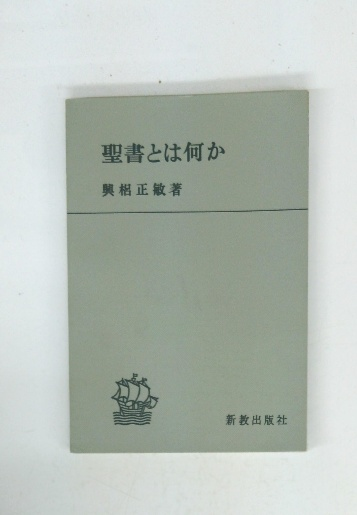 聖書とは何か
興梠正敏著
新教出版社